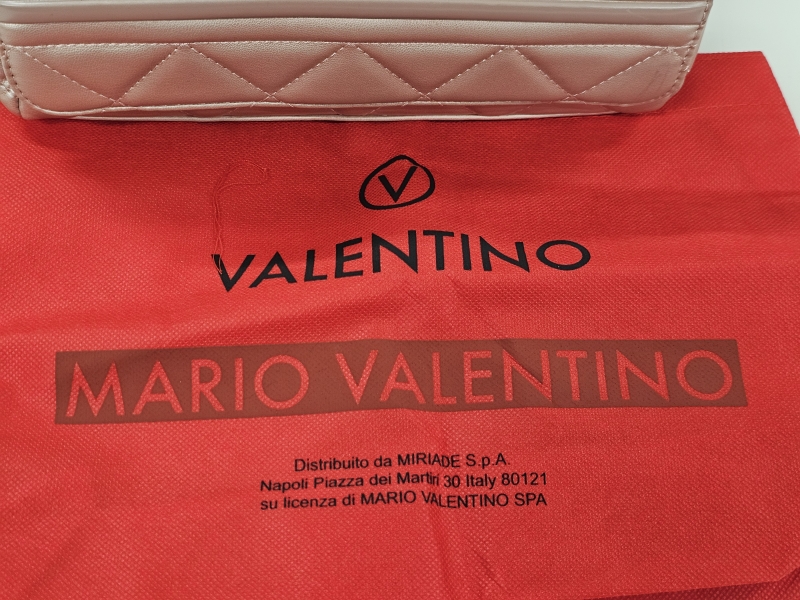 V
VALENTINO
MARIO VALENTINO
Distribuito da MIRIADE S.p.A.
Napoli Piazza dei Martiri 30 Italy 80121
su licenza di MARIO VALENTINO SPA